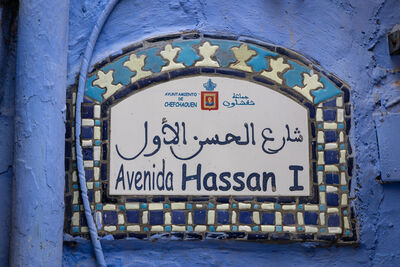 AYUNTAMIENTO DE CHEFCHAOUEN
جماعة شفشاون
شارع الحسن الأول
Avenida Hassan I